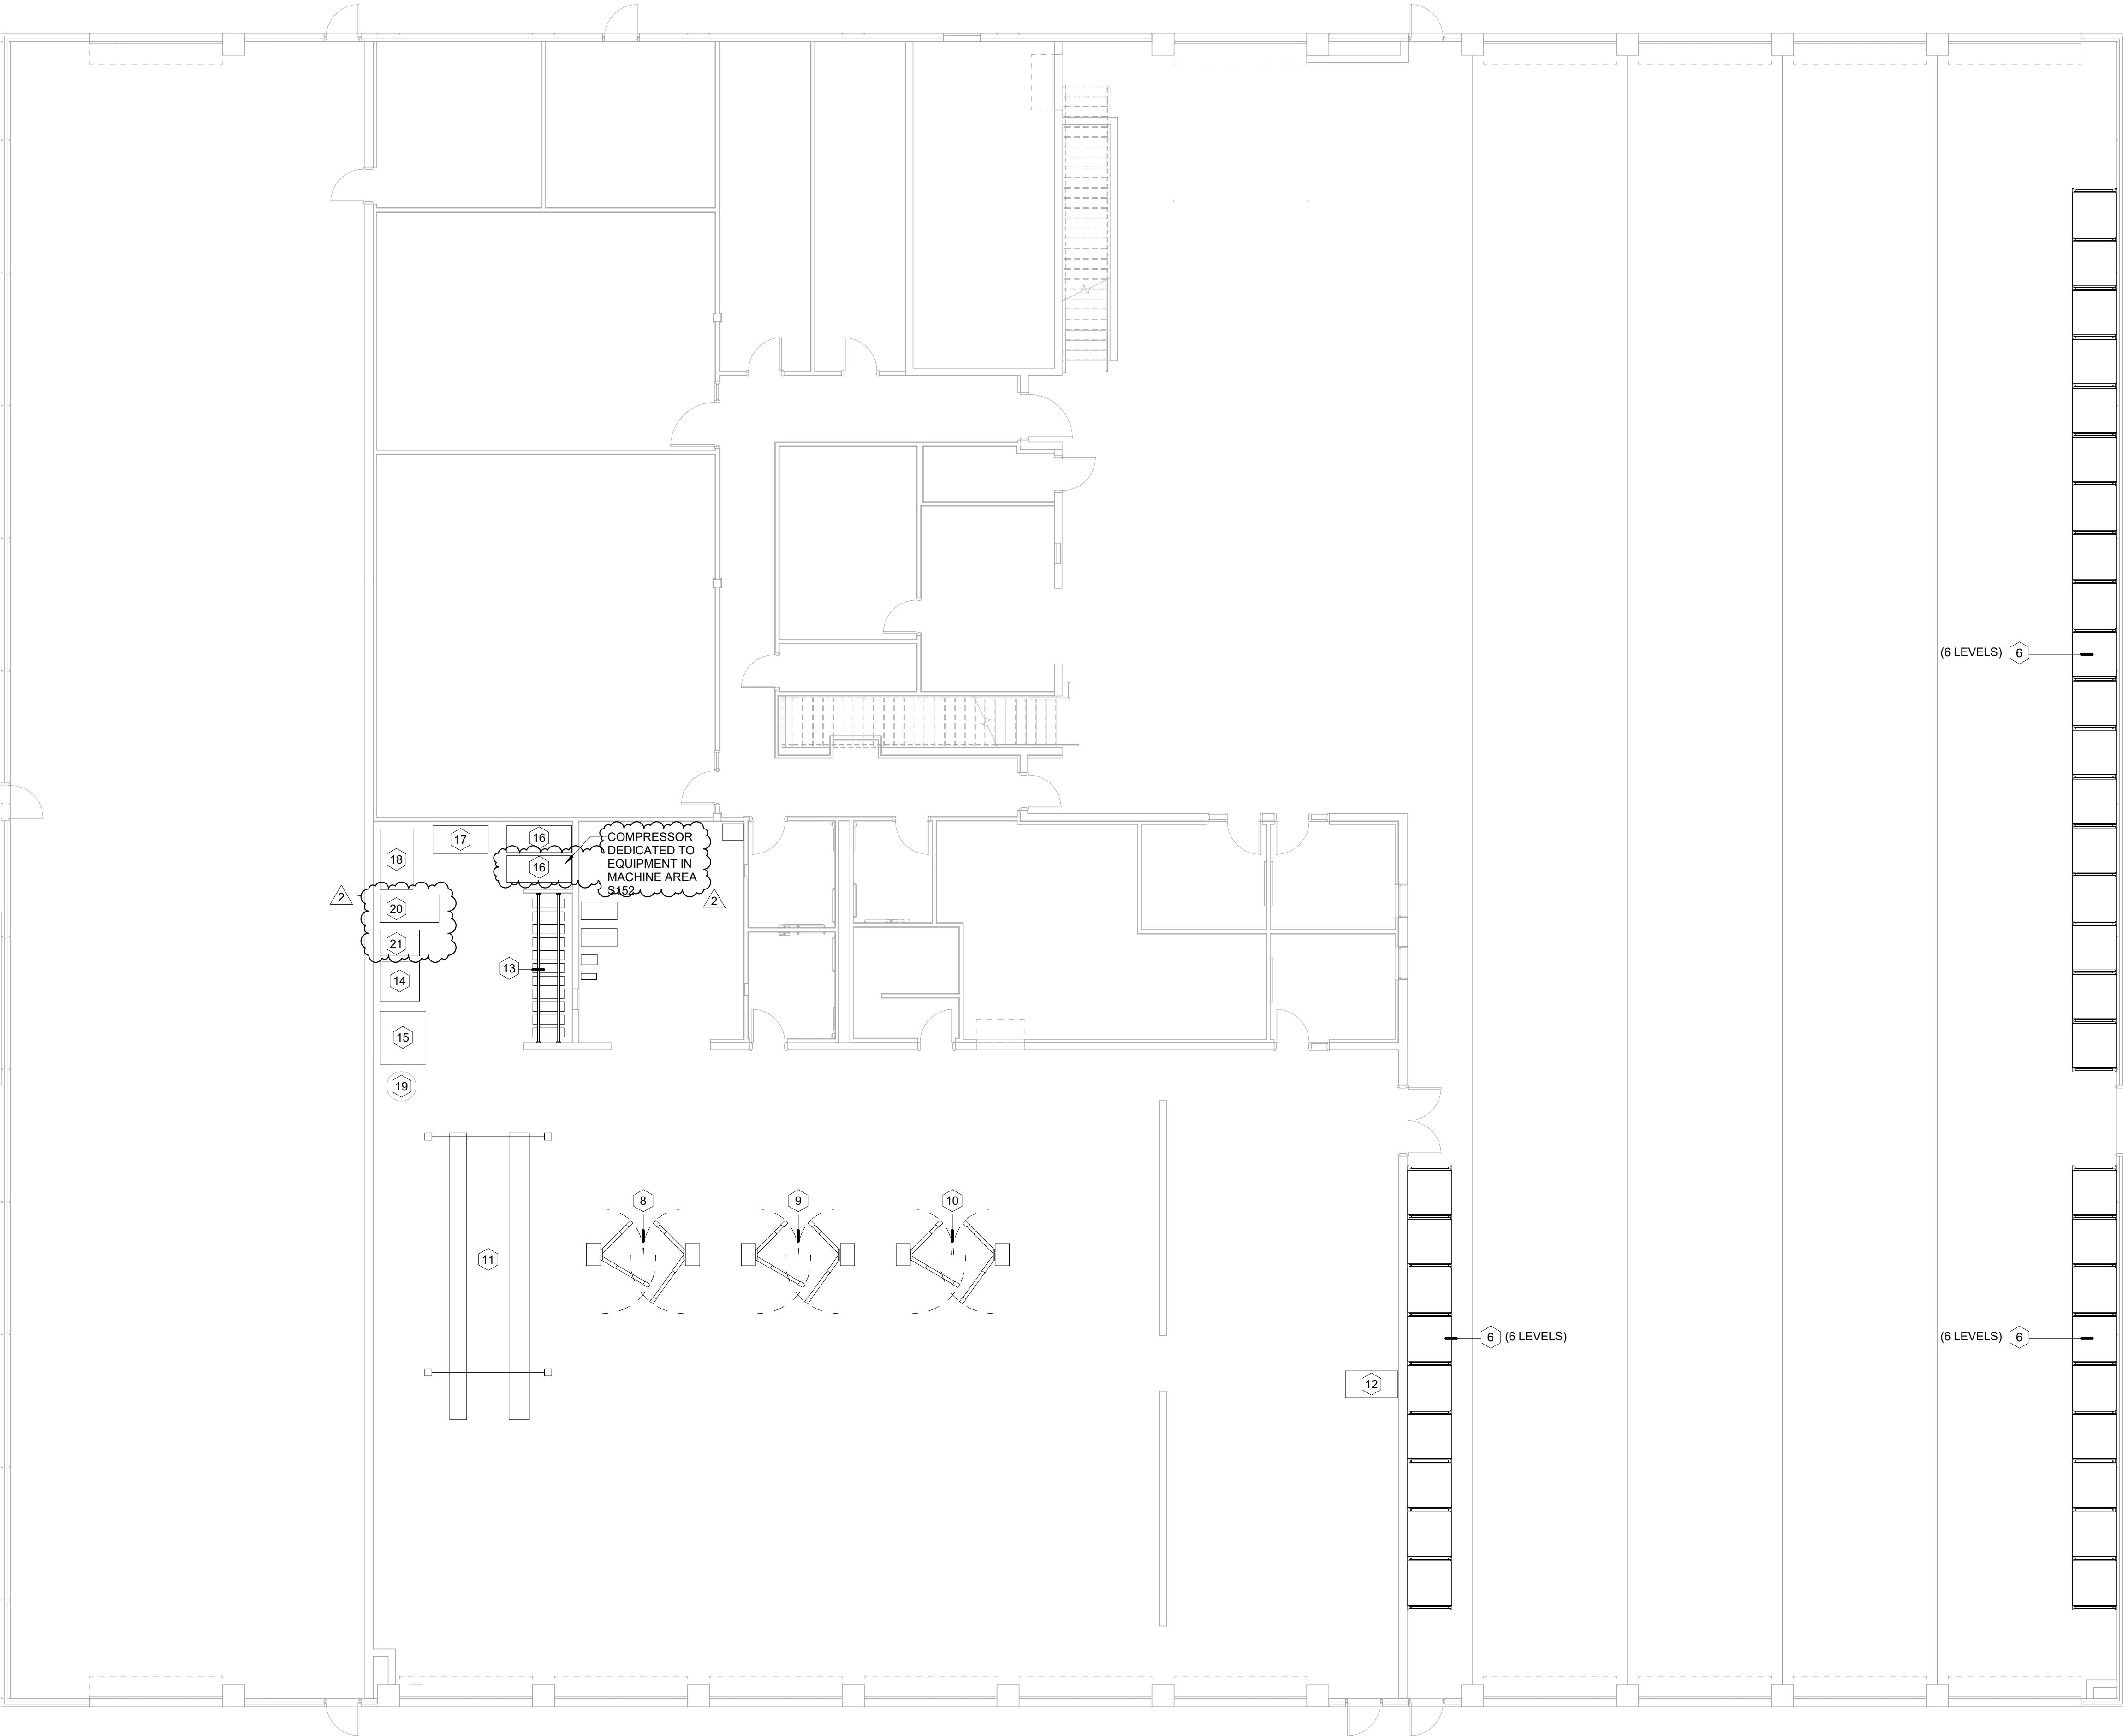 (6 LEVELS) 6
17
16
COMPRESSOR
DEDICATED TO
EQUIPMENT IN
MACHINE AREA
S152
18
16
2
2
20
21
13
14
15
19
8
9
10
11
6 (6 LEVELS)
(6 LEVELS) 6
12